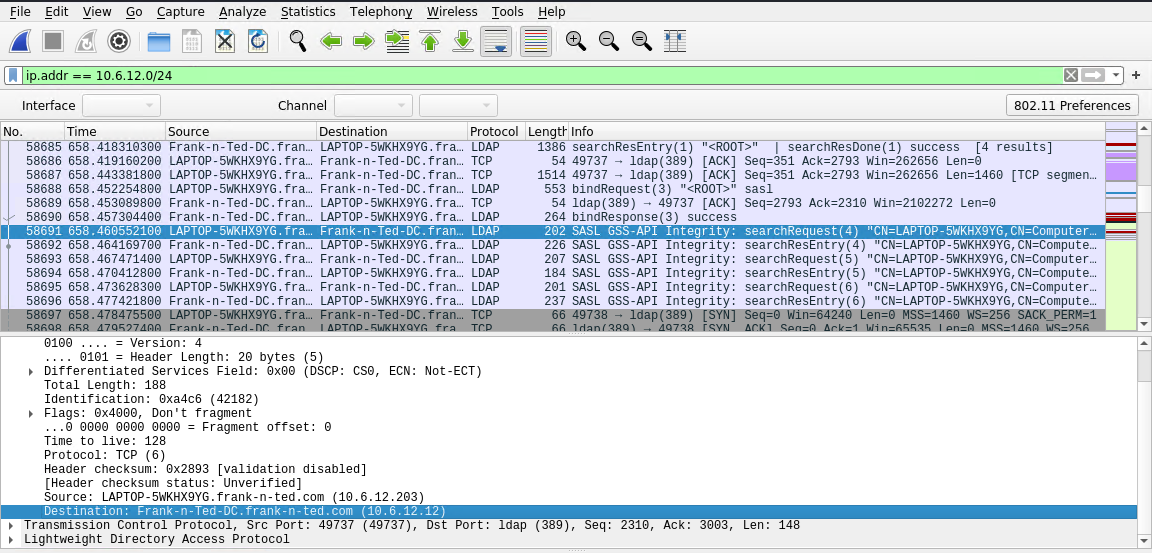 File Edit View Go Capture Analyze Statistics Telephony Wireless Tools Help
ip.addr == 10.6.12.0/24
Interface Channel 802.11 Preferences
No. Time Source Destination Protocol Length Info
58685 658.418310300 Frank-n-Ted-DC.fran… LAPTOP-5WKHX9YG.fra… LDAP 1386 searchResEntry(1) "<ROOT>" | searchResDone(1) success [4 results]
58686 658.419160200 LAPTOP-5WKHX9YG.fra… Frank-n-Ted-DC.fran… TCP 54 49737 → ldap(389) [ACK] Seq=351 Ack=2793 Win=262656 Len=0
58687 658.443381800 LAPTOP-5WKHX9YG.fra… Frank-n-Ted-DC.fran… TCP 1514 49737 → ldap(389) [ACK] Seq=351 Ack=2793 Win=262656 Len=1460 [TCP segmen…
58688 658.452254800 LAPTOP-5WKHX9YG.fra… Frank-n-Ted-DC.fran… LDAP 553 bindRequest(3) "<ROOT>" sasl
58689 658.453089800 Frank-n-Ted-DC.fran… LAPTOP-5WKHX9YG.fra… TCP 54 ldap(389) → 49737 [ACK] Seq=2793 Ack=2310 Win=2102272 Len=0
58690 658.457304400 Frank-n-Ted-DC.fran… LAPTOP-5WKHX9YG.fra… LDAP 264 bindResponse(3) success
58691 658.460552100 LAPTOP-5WKHX9YG.fra… Frank-n-Ted-DC.fran… LDAP 202 SASL GSS-API Integrity: searchRequest(4) "CN=LAPTOP-5WKHX9YG,CN=Computer…
58692 658.464169700 Frank-n-Ted-DC.fran… LAPTOP-5WKHX9YG.fra… LDAP 226 SASL GSS-API Integrity: searchResEntry(4) "CN=LAPTOP-5WKHX9YG,CN=Compute…
58693 658.467471400 LAPTOP-5WKHX9YG.fra… Frank-n-Ted-DC.fran… LDAP 207 SASL GSS-API Integrity: searchRequest(5) "CN=LAPTOP-5WKHX9YG,CN=Computer…
58694 658.470412800 Frank-n-Ted-DC.fran… LAPTOP-5WKHX9YG.fra… LDAP 184 SASL GSS-API Integrity: searchResEntry(5) "CN=LAPTOP-5WKHX9YG,CN=Compute…
58695 658.473628300 LAPTOP-5WKHX9YG.fra… Frank-n-Ted-DC.fran… LDAP 201 SASL GSS-API Integrity: searchRequest(6) "CN=LAPTOP-5WKHX9YG,CN=Computer…
58696 658.477421800 Frank-n-Ted-DC.fran… LAPTOP-5WKHX9YG.fra… LDAP 237 SASL GSS-API Integrity: searchResEntry(6) "CN=LAPTOP-5WKHX9YG,CN=Compute…
58697 658.478475500 LAPTOP-5WKHX9YG.fra… Frank-n-Ted-DC.fran… TCP 66 49738 → ldap(389) [SYN] Seq=0 Win=64240 Len=0 MSS=1460 WS=256 SACK_PERM=1
58698 658.479527400 Frank-n-Ted-DC.fran… LAPTOP-5WKHX9YG.fra… TCP 66 ldap(389) → 49738 [SYN, ACK] Seq=0 Ack=1 Win=65535 Len=0 MSS=1460 WS=256
0100 .... = Version: 4
.... 0101 = Header Length: 20 bytes (5)
Differentiated Services Field: 0x00 (DSCP: CS0, ECN: Not-ECT)
Total Length: 188
Identification: 0xa4c6 (42182)
Flags: 0x4000, Don't fragment
...0 0000 0000 0000 = Fragment offset: 0
Time to live: 128
Protocol: TCP (6)
Header checksum: 0x2893 [validation disabled]
[Header checksum status: Unverified]
Source: LAPTOP-5WKHX9YG.frank-n-ted.com (10.6.12.203)
Destination: Frank-n-Ted-DC.frank-n-ted.com (10.6.12.12)
Transmission Control Protocol, Src Port: 49737 (49737), Dst Port: ldap (389), Seq: 2310, Ack: 3003, Len: 148
Lightweight Directory Access Protocol